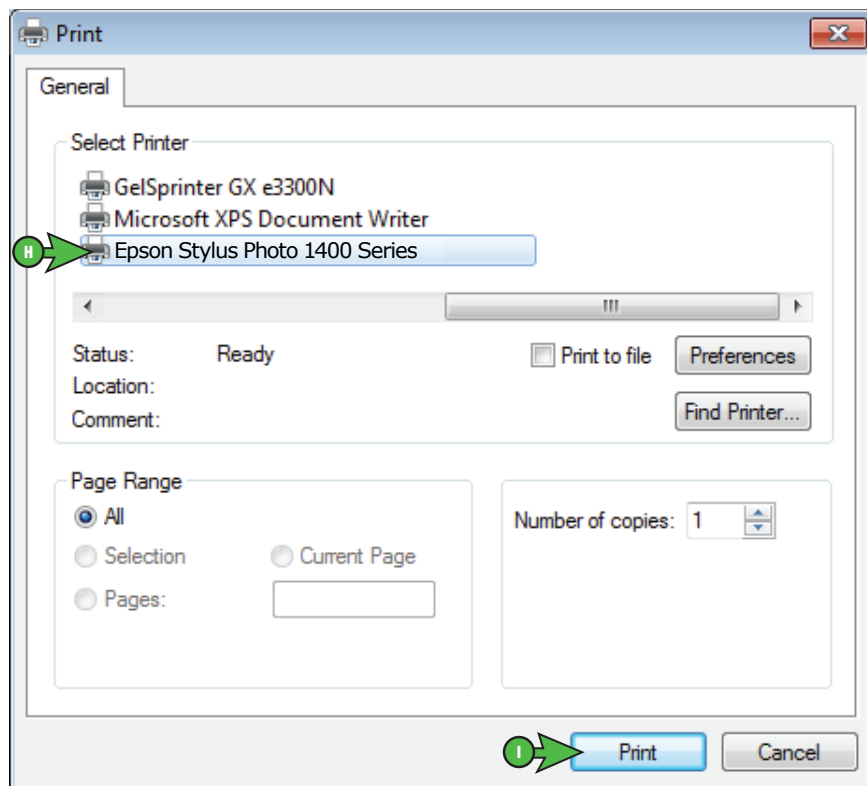 Print
General
Select Printer
GelSprinter GX e3300N
Microsoft XPS Document Writer
H
Epson Stylus Photo 1400 Series
Status: Ready
Print to file
Preferences
Location:
Comment:
Find Printer...
Page Range
All
Selection
Current Page
Pages:
Number of copies: 1
I
Print
Cancel